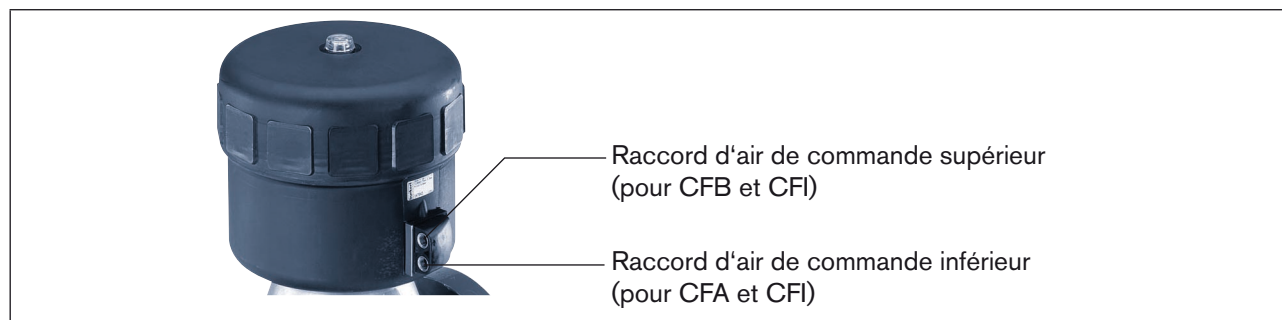 Raccord d‘air de commande supérieur
(pour CFB et CFI)
Raccord d‘air de commande inférieur
(pour CFA et CFI)